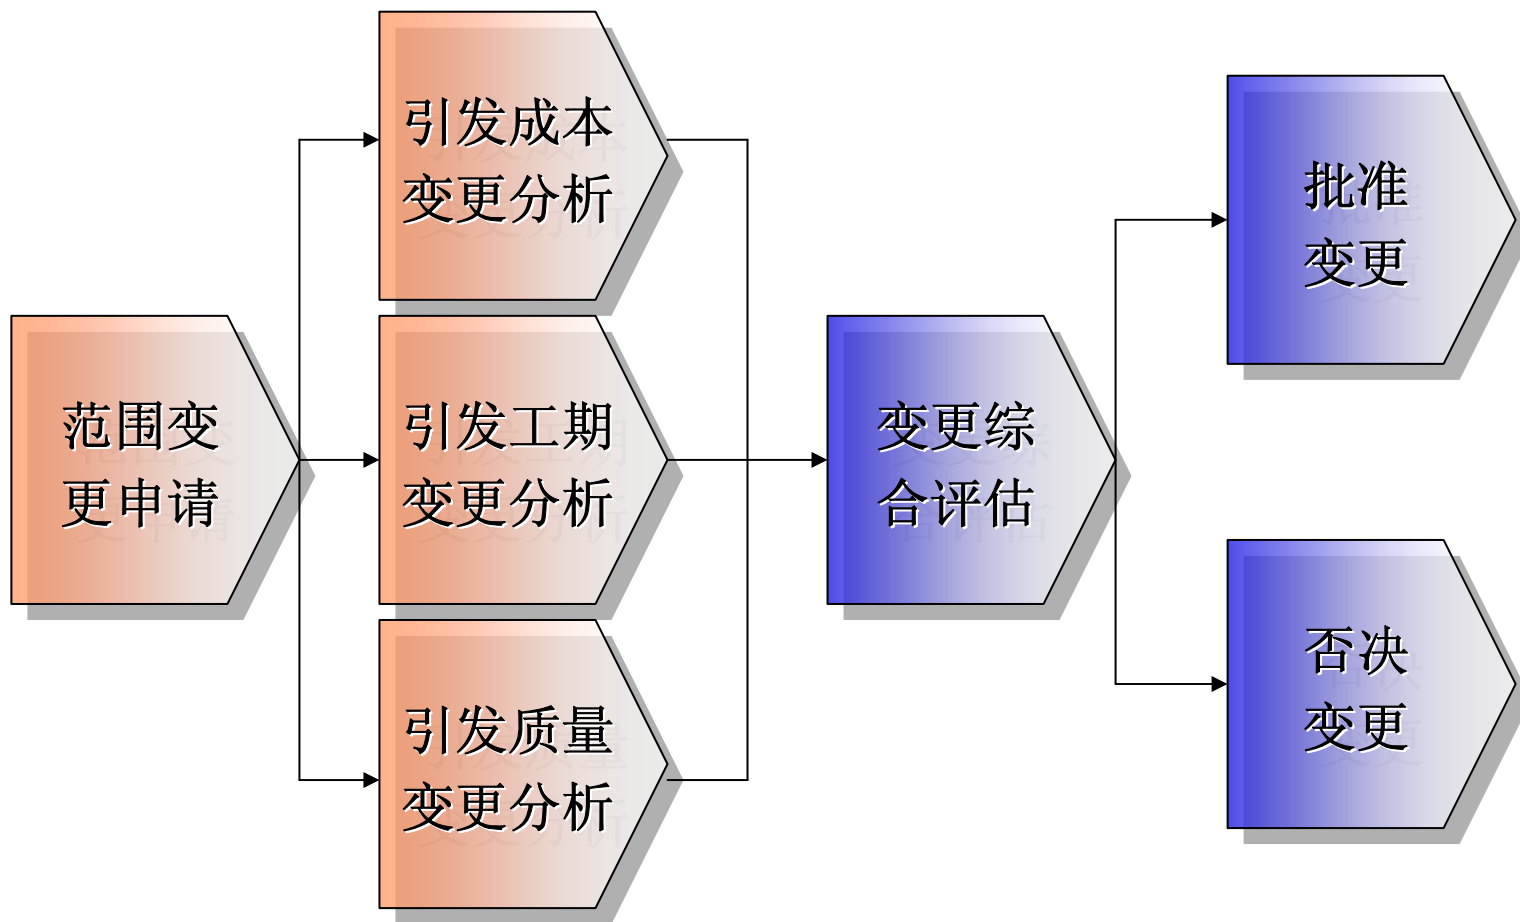 范围变
更申请
引发成本
变更分析
引发工期
变更分析
引发质量
变更分析
变更综
合评估
批准
变更
否决
变更